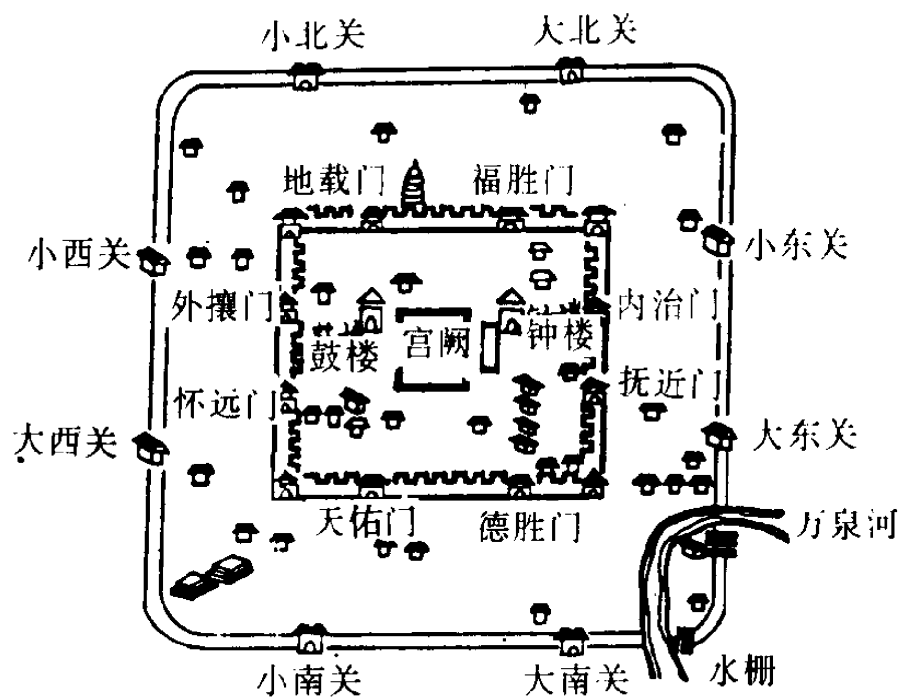 小北关
大北关
地载门
福胜门
小西关
小东关
外攘门
内治门
鼓楼
宫阙
钟楼
怀远门
抚近门
大西关
大东关
天佑门
德胜门
万泉河
小南关
大南关
水栅